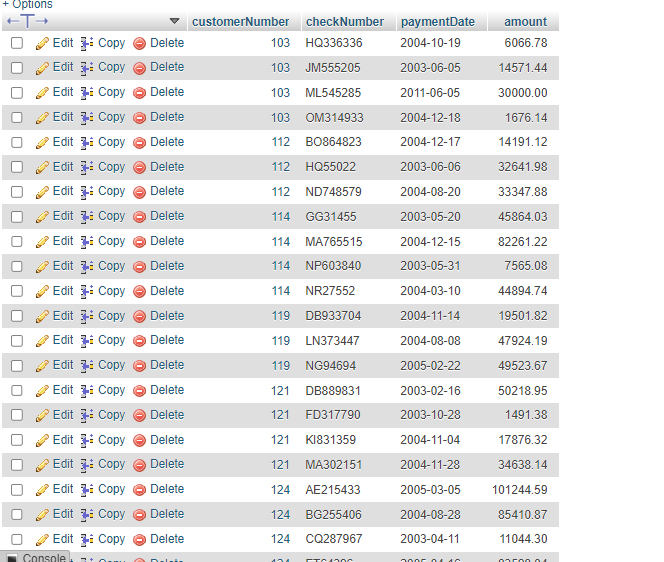 + Options
←T→ customerNumber checkNumber paymentDate amount
Edit Copy Delete 103 HQ336336 2004-10-19 6066.78
Edit Copy Delete 103 JM555205 2003-06-05 14571.44
Edit Copy Delete 103 ML545285 2011-06-05 30000.00
Edit Copy Delete 103 OM314933 2004-12-18 1676.14
Edit Copy Delete 112 BO864823 2004-12-17 14191.12
Edit Copy Delete 112 HQ55022 2003-06-06 32641.98
Edit Copy Delete 112 ND748579 2004-08-20 33347.88
Edit Copy Delete 114 GG31455 2003-05-20 45864.03
Edit Copy Delete 114 MA765515 2004-12-15 82261.22
Edit Copy Delete 114 NP603840 2003-05-31 7565.08
Edit Copy Delete 114 NR27552 2004-03-10 44894.74
Edit Copy Delete 119 DB933704 2004-11-14 19501.82
Edit Copy Delete 119 LN373447 2004-08-08 47924.19
Edit Copy Delete 119 NG94694 2005-02-22 49523.67
Edit Copy Delete 121 DB889831 2003-02-16 50218.95
Edit Copy Delete 121 FD317790 2003-10-28 1491.38
Edit Copy Delete 121 KI831359 2004-11-04 17876.32
Edit Copy Delete 121 MA302151 2004-11-28 34638.14
Edit Copy Delete 124 AE215433 2005-03-05 101244.59
Edit Copy Delete 124 BG255406 2004-08-28 85410.87
Edit Copy Delete 124 CQ287967 2003-04-11 11044.30
Console Copy Delete 124